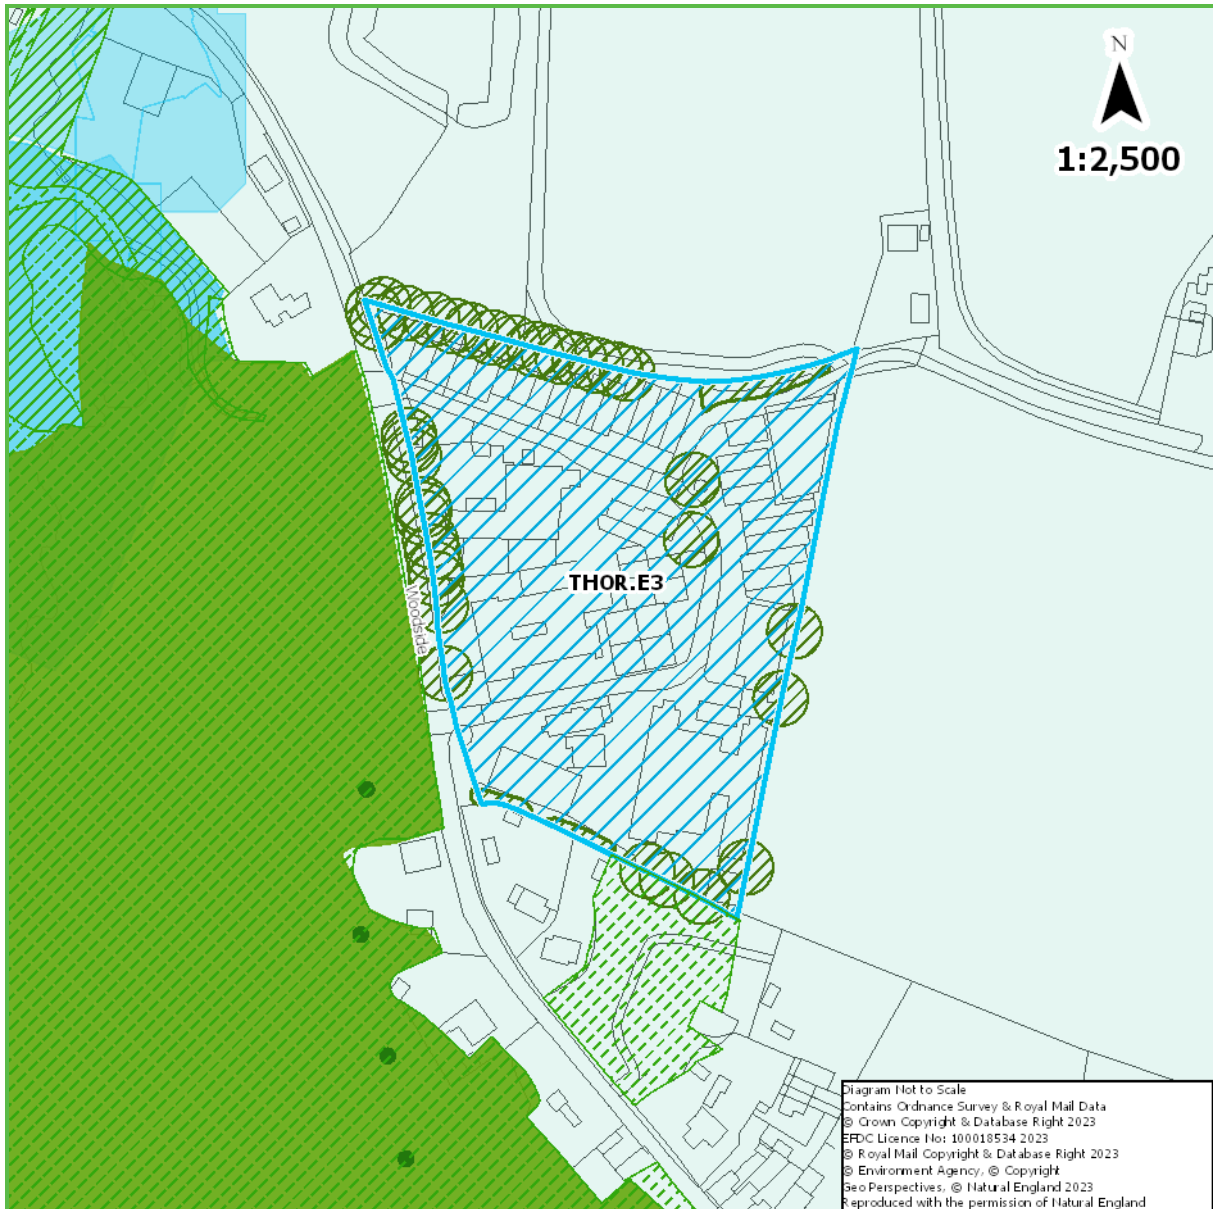 N
1:2,500
THOR.E3
Woodside
Diagram Not to Scale
Contains Ordnance Survey & Royal Mail Data
© Crown Copyright & Database Right 2023
EFDC Licence No: 100018534 2023
© Royal Mail Copyright & Database Right 2023
© Environment Agency, © Copyright
Geo Perspectives, © Natural England 2023
Reproduced with the permission of Natural England